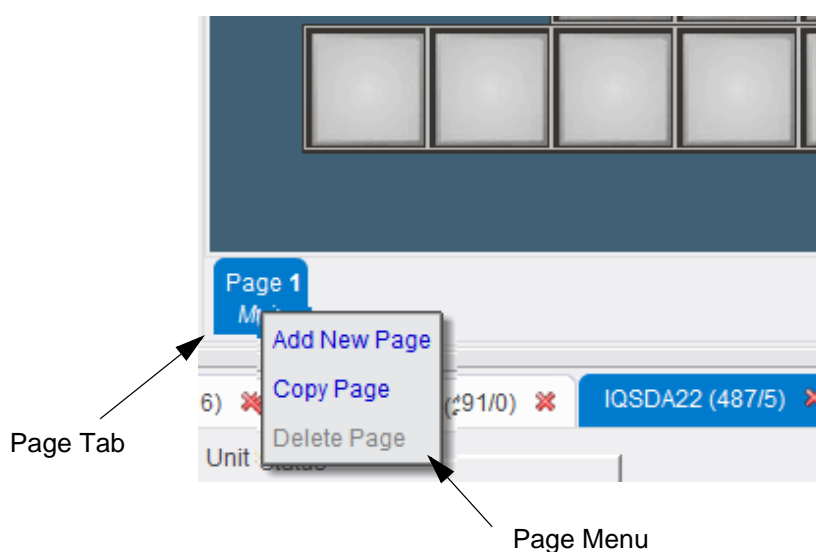 Page 1
Add New Page
6)
Copy Page
91/0)
IQSDA22 (487/5)
Delete Page
Page Tab
Unit
Page Menu